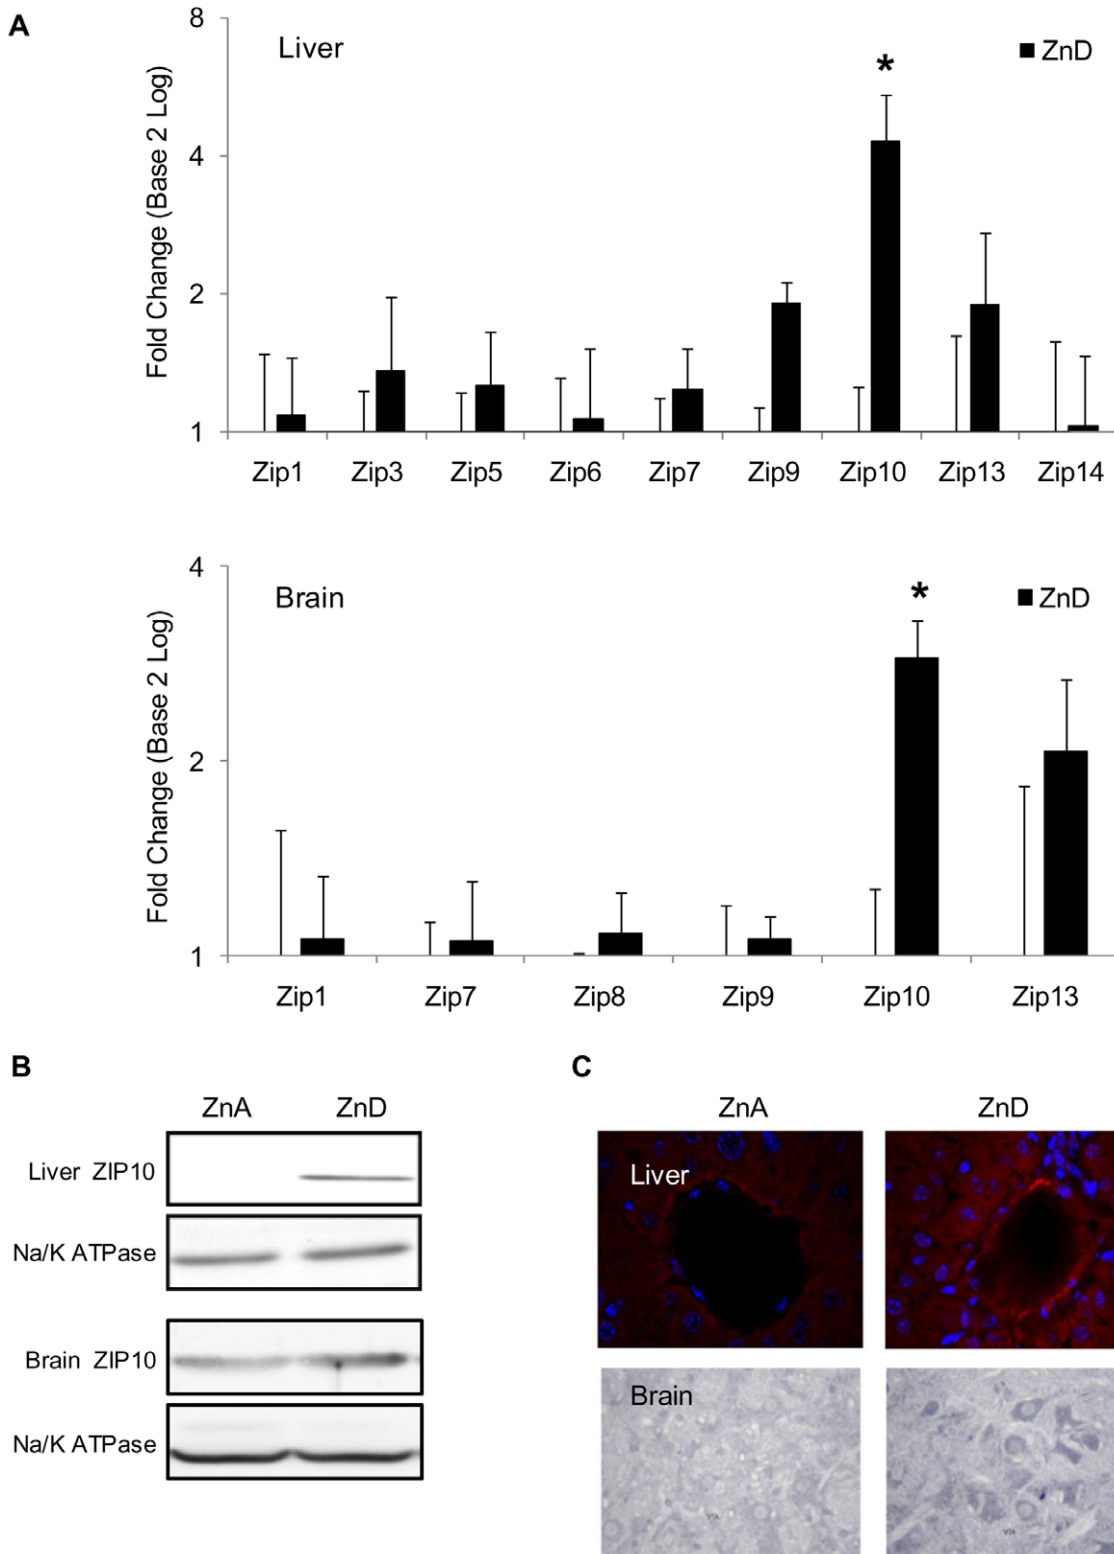 A
Liver
ZnD
*
Fold Change (Base 2 Log)
8
4
2
1
Zip1 Zip3 Zip5 Zip6 Zip7 Zip9 Zip10 Zip13 Zip14
Brain
ZnD
*
Fold Change (Base 2 Log)
4
2
1
Zip1 Zip7 Zip8 Zip9 Zip10 Zip13
B
ZnA ZnD
Liver ZIP10
Na/K ATPase
Brain ZIP10
Na/K ATPase
C
ZnA ZnD
Liver
Brain
VTA
VTA